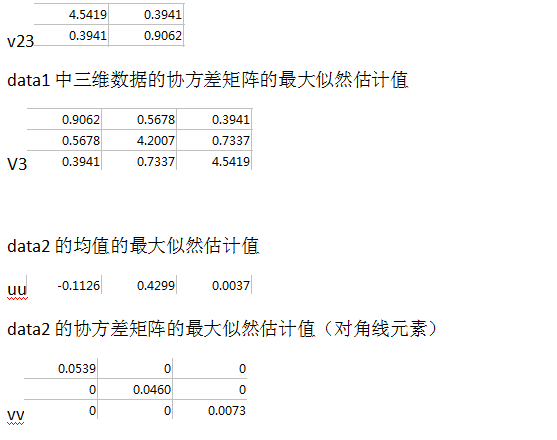 4.5419 0.3941
v23 0.3941 0.9062
data1 中三维数据的协方差矩阵的最大似然估计值
0.9062 0.5678 0.3941
0.5678 4.2007 0.7337
V3 0.3941 0.7337 4.5419
data2 的均值的最大似然估计值
uu -0.1126 0.4299 0.0037
data2 的协方差矩阵的最大似然估计值（对角线元素）
0.0539 0 0
0 0.0460 0
vv 0 0 0.0073